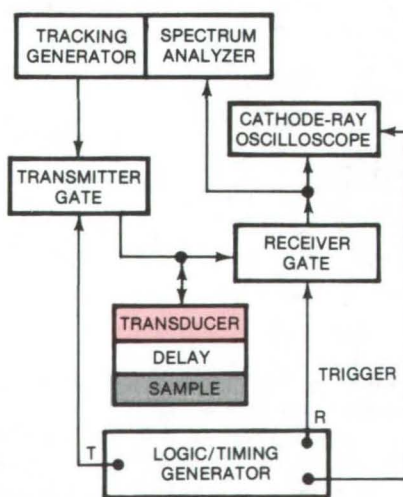 TRACKING
GENERATOR
SPECTRUM
ANALYZER
CATHODE-RAY
OSCILLOSCOPE
TRANSMITTER
GATE
RECEIVER
GATE
TRANSDUCER
DELAY
SAMPLE
TRIGGER
T
R
LOGIC/TIMING
GENERATOR